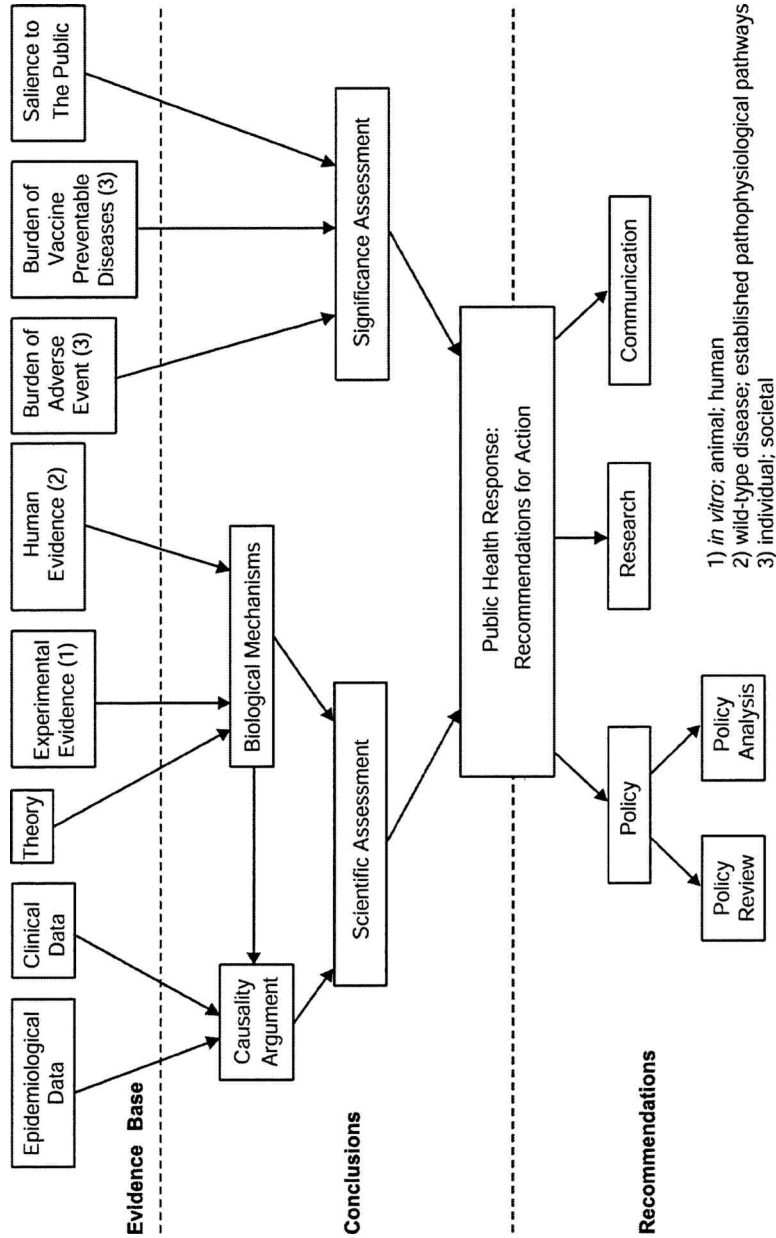 Epidemiological
Data
Clinical
Data
Theory
Experimental
Evidence (1)
Human
Evidence (2)
Burden of
Adverse
Event (3)
Burden of
Vaccine
Preventable
Diseases (3)
Salience to
The Public
Evidence Base
Causality
Argument
Biological Mechanisms
Scientific Assessment
Significance Assessment
Conclusions
Public Health Response:
Recommendations for Action
Recommendations
Policy
Research
Communication
Policy
Review
Policy
Analysis
1) in vitro; animal; human
2) wild-type disease; established pathophysiological pathways
3) individual; societal